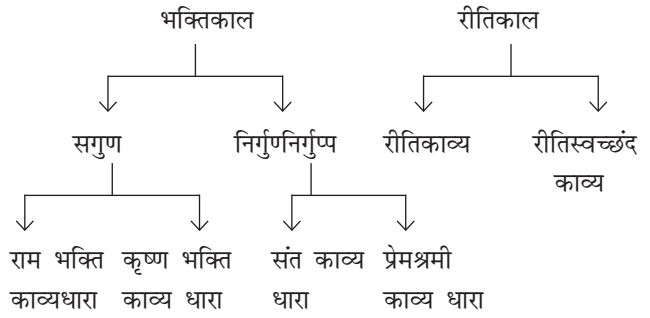 भक्तिकाल
रीतिकाल
सगुण
निर्गुणनिर्गुप्प
रीतिकाव्य
रीतिस्वच्छंद
काव्य
राम भक्ति
काव्यधारा
कृष्ण भक्ति
काव्य धारा
संत काव्य
धारा
प्रेमश्रमी
काव्य धारा